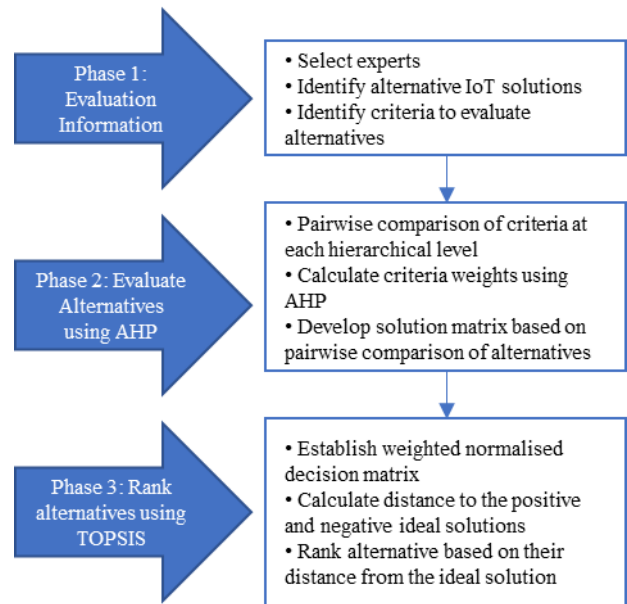 Phase 1:
Evaluation
Information
• Select experts
• Identify alternative IoT solutions
• Identify criteria to evaluate
alternatives
Phase 2: Evaluate
Alternatives
using AHP
• Pairwise comparison of criteria at
each hierarchical level
• Calculate criteria weights using
AHP
• Develop solution matrix based on
pairwise comparison of alternatives
Phase 3: Rank
alternatives using
TOPSIS
• Establish weighted normalised
decision matrix
• Calculate distance to the positive
and negative ideal solutions
• Rank alternative based on their
distance from the ideal solution